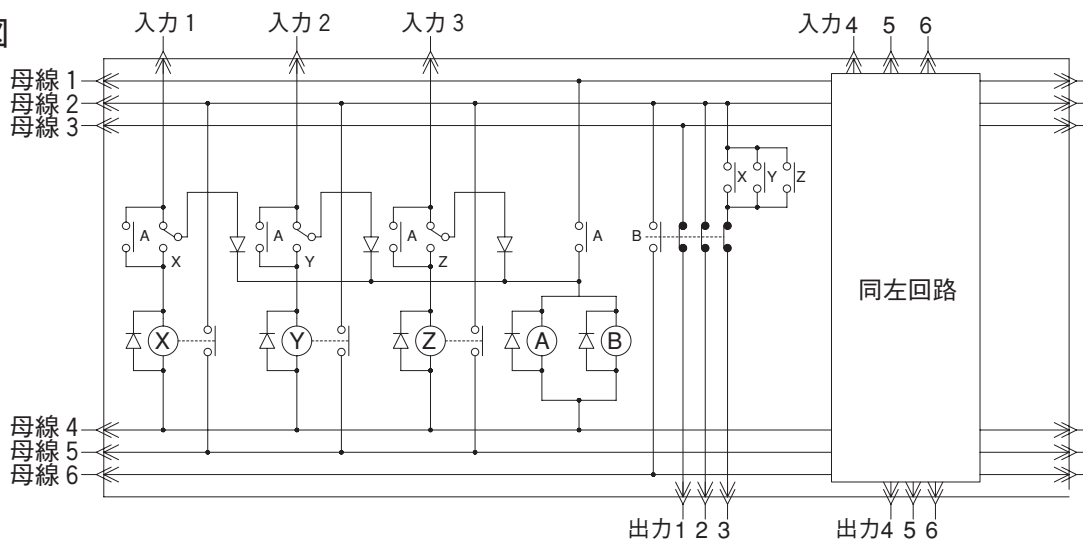 図
入力 1 入力 2 入力 3 入力 4 5 6
母線 1
母線 2
母線 3
X Y Z
A A A A B
X Y Z
同左回路
X Y Z A B
母線 4
母線 5
母線 6
出力 1 2 3 出力4 5 6